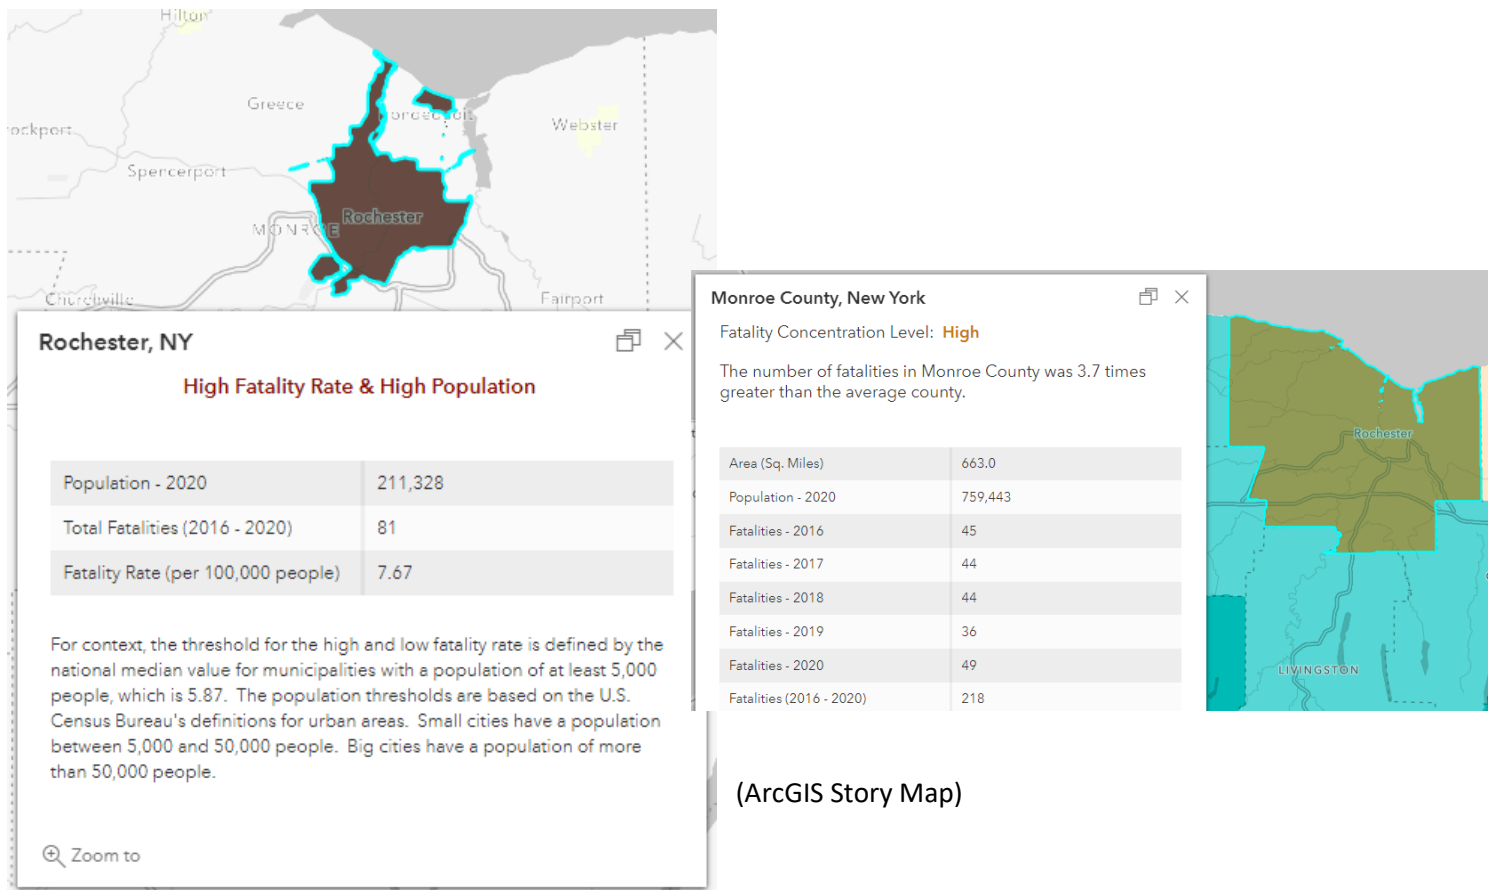 Hilton
Greece
Webster
Spencerport
Rochester
MONROE
Churchville
Fairport
Rochester, NY
High Fatality Rate & High Population
Population - 2020 211,328
Total Fatalities (2016 - 2020) 81
Fatality Rate (per 100,000 people) 7.67
For context, the threshold for the high and low fatality rate is defined by the
national median value for municipalities with a population of at least 5,000
people, which is 5.87. The population thresholds are based on the U.S.
Census Bureau's definitions for urban areas. Small cities have a population
between 5,000 and 50,000 people. Big cities have a population of more
than 50,000 people.
Zoom to
Monroe County, New York
Fatality Concentration Level: High
The number of fatalities in Monroe County was 3.7 times
greater than the average county.
Area (Sq. Miles) 663.0
Population - 2020 759,443
Fatalities - 2016 45
Fatalities - 2017 44
Fatalities - 2018 44
Fatalities - 2019 36
Fatalities - 2020 49
Fatalities (2016 - 2020) 218
Rochester
LIVINGSTON
(ArcGIS Story Map)